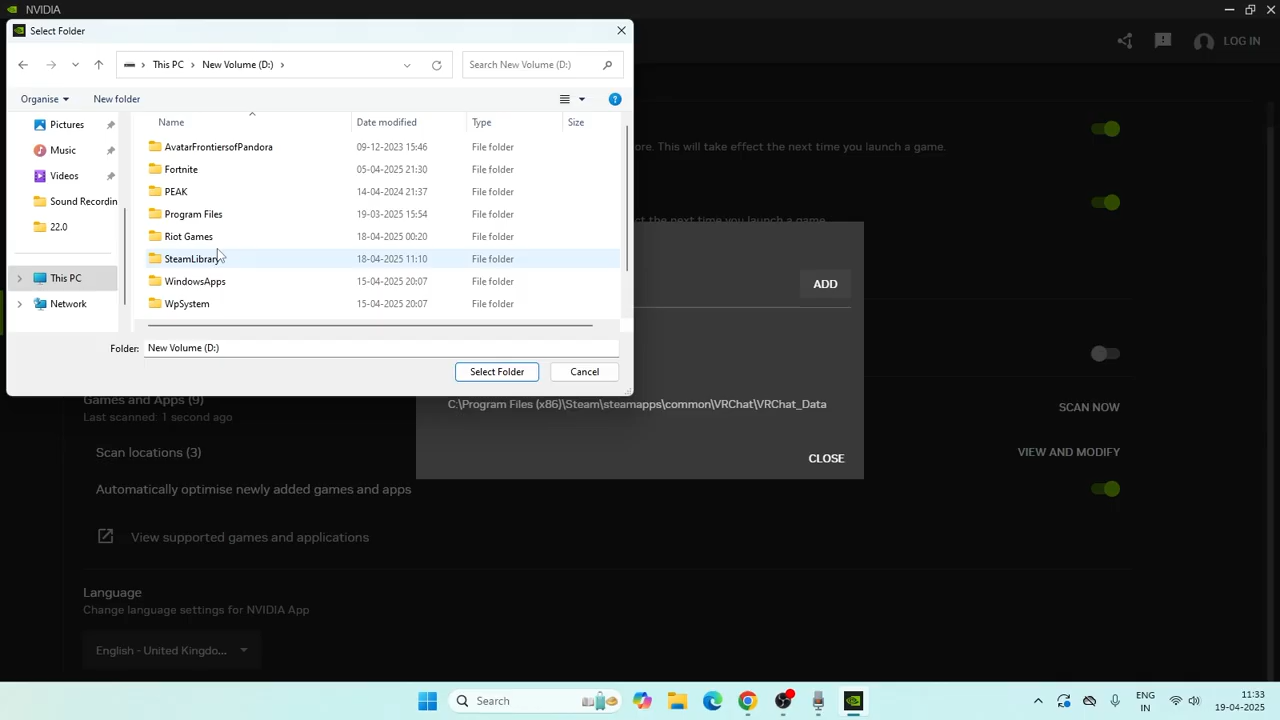 NVIDIA
Select Folder
This PC > New Volume (D:) >
Search New Volume (D:)
LOG IN
Organise
New folder
Name
Date modified
Type
Size
Pictures
Music
Videos
22.0
This PC
Network
AvatarFrontiersofPandora 09-12-2023 15:46 File folder
Fortnite 05-04-2025 21:30 File folder
PEAK 14-04-2024 21:37 File folder
Program Files 19-03-2025 15:54 File folder
Riot Games 18-04-2025 00:20 File folder
SteamLibrary 18-04-2025 11:10 File folder
WindowsApps 15-04-2025 20:07 File folder
WpSystem 15-04-2025 20:07 File folder
Folder: New Volume (D:)
Select Folder
Cancel
ore. This will take effect the next time you launch a game.
ct the next time you launch a game.
ADD
C:\Program Files (x86)\Steam\steamapps\common\VRChat\VRChat_Data
CLOSE
Games and Apps (9)
Last scanned: 1 second ago
SCAN NOW
Scan locations (3)
VIEW AND MODIFY
Automatically optimise newly added games and apps
View supported games and applications
Language
Change language settings for NVIDIA App
English - United Kingdo...
Search
ENG
IN
11:33
19-04-2025